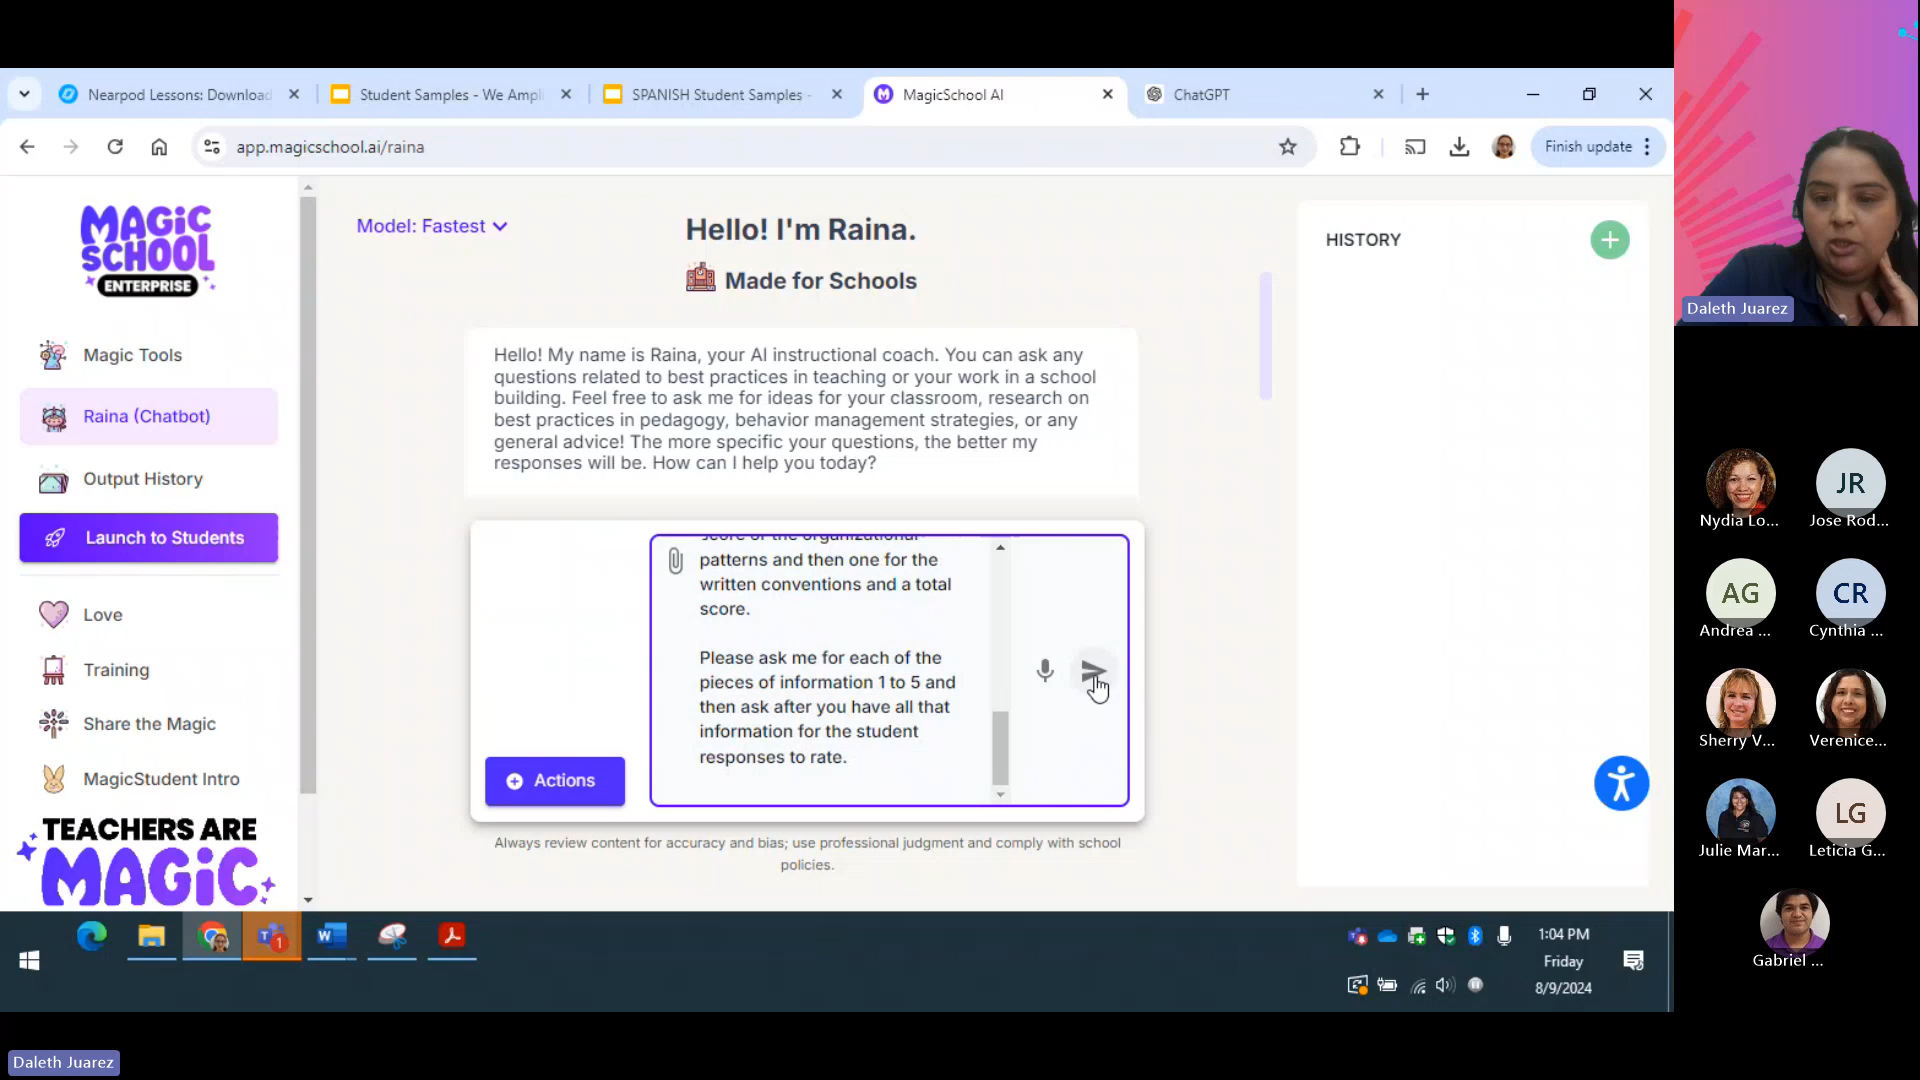 Nearpod Lessons: Download
Student Samples - We Ampli
SPANISH Student Samples -
MagicSchool AI
ChatGPT
app.magicschool.ai/raina
Finish update
MAGIC
SCHOOL
ENTERPRISE
Magic Tools
Raina (Chatbot)
Output History
Launch to Students
Love
Training
Share the Magic
MagicStudent Intro
TEACHERS ARE
MAGIC
Model: Fastest
Hello! I'm Raina.
Made for Schools
Hello! My name is Raina, your AI instructional coach. You can ask any
questions related to best practices in teaching or your work in a school
building. Feel free to ask me for ideas for your classroom, research on
best practices in pedagogy, behavior management strategies, or any
general advice! The more specific your questions, the better my
responses will be. How can I help you today?
score of the organizational
patterns and then one for the
written conventions and a total
score.
Please ask me for each of the
pieces of information 1 to 5 and
then ask after you have all that
information for the student
responses to rate.
Actions
Always review content for accuracy and bias; use professional judgment and comply with school
policies.
HISTORY
1:04 PM
Friday
8/9/2024
Daleth Juarez
JR
Nydia Lo...
Jose Rod...
AG
CR
Andrea ...
Cynthia ...
Sherry V...
Verenice...
LG
Julie Mar...
Leticia G...
Gabriel ...
Daleth Juarez